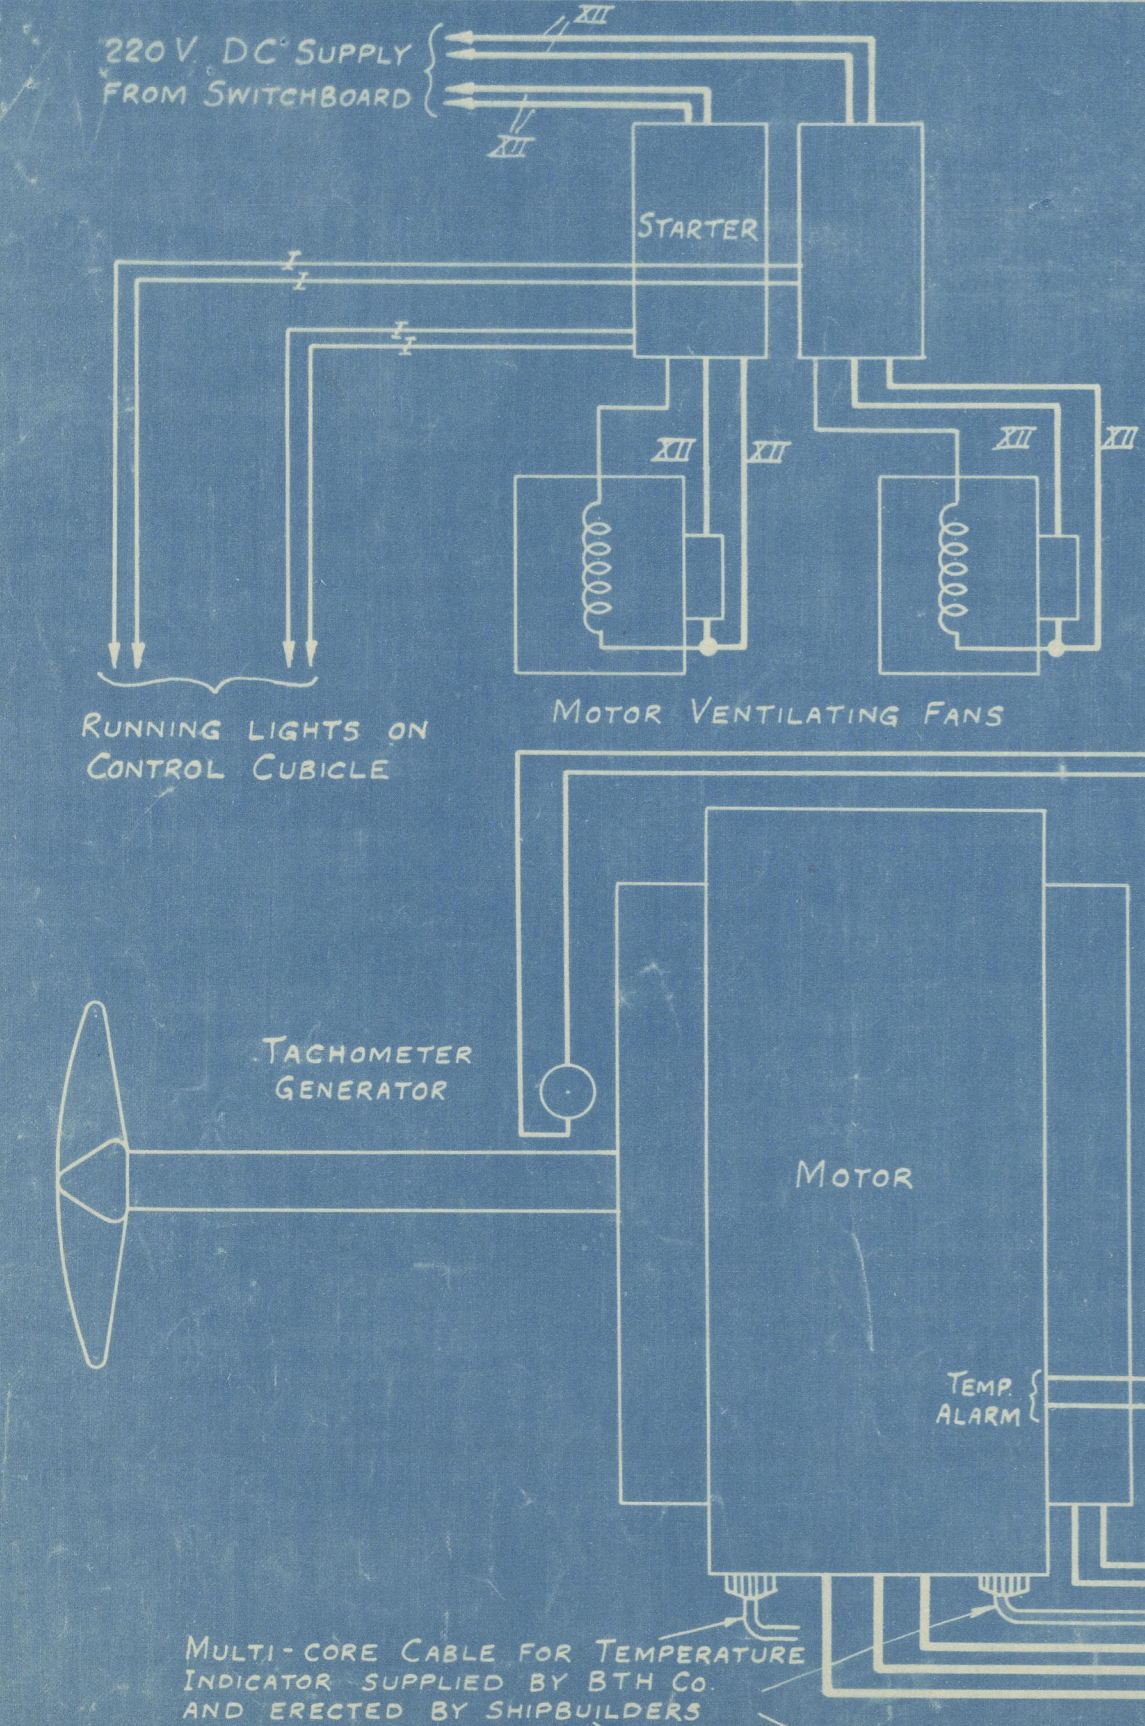 XII
220 V. DC SUPPLY
FROM SWITCHBOARD
XII
STARTER
I
I
I
I
XII
XII
XII
XII
MOTOR VENTILATING FANS
RUNNING LIGHTS ON
CONTROL CUBICLE
TACHOMETER
GENERATOR
MOTOR
TEMP.
ALARM
MULTI-CORE CABLE FOR TEMPERATURE
INDICATOR SUPPLIED BY BTH CO.
AND ERECTED BY SHIPBUILDERS